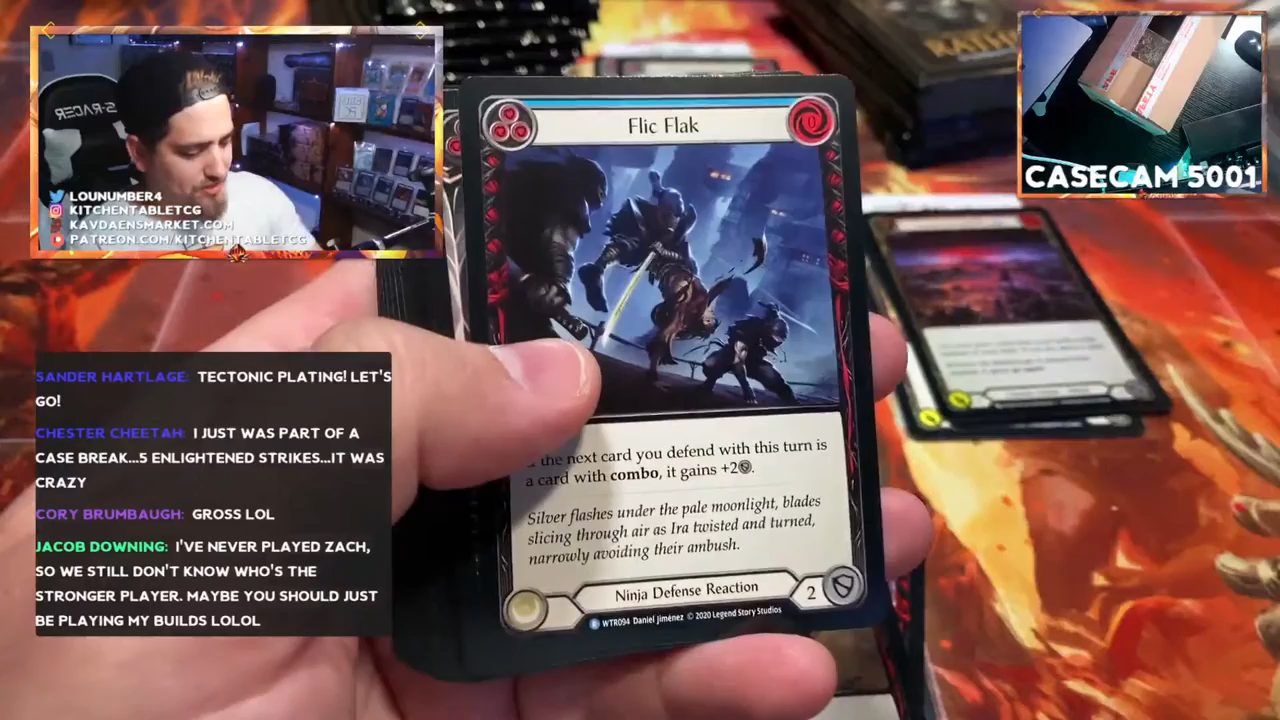 LOUNUMBER4
KITCHENTABLETCG
KAVDAENSMARKET.COM
PATREON.COM/KITCHENTABLETCG
CASECAM 5001
SANDER HARTLAGE: TECTONIC PLATING! LET'S
GO!
CHESTER CHEETAH: I JUST WAS PART OF A
CASE BREAK...5 ENLIGHTENED STRIKES...IT WAS
CRAZY
CORY BRUMBAUGH: GROSS LOL
JACOB DOWNING: I'VE NEVER PLAYED ZACH,
SO WE STILL DON'T KNOW WHO'S THE
STRONGER PLAYER. MAYBE YOU SHOULD JUST
BE PLAYING MY BUILDS LOLOL
Flic Flak
0
the next card you defend with this turn is
a card with combo, it gains +2
Silver flashes under the pale moonlight, blades
slicing through air as Ira twisted and turned,
narrowly avoiding their ambush.
Ninja Defense Reaction
2
WTR094 Daniel Jiménez © 2020 Legend Story Studios